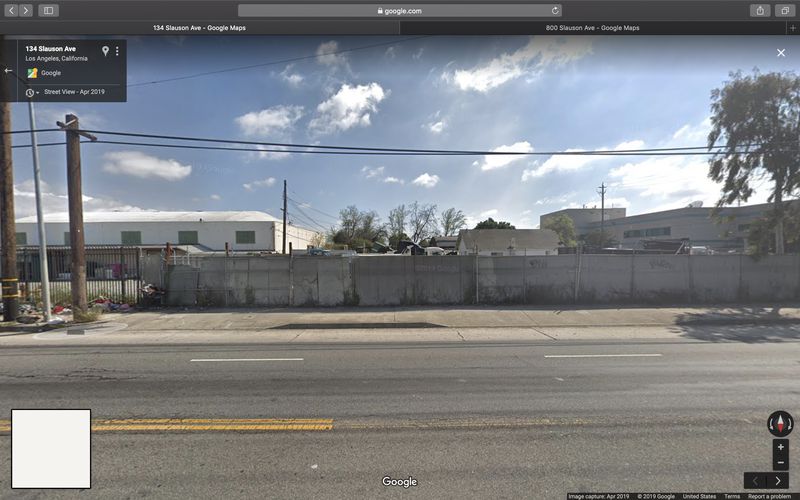 google.com
134 Slauson Ave - Google Maps
800 Slauson Ave - Google Maps
134 Slauson Ave
Los Angeles, California
Google
Street View - Apr 2019
Google
Image capture: Apr 2019 © 2019 Google United States Terms Report a problem